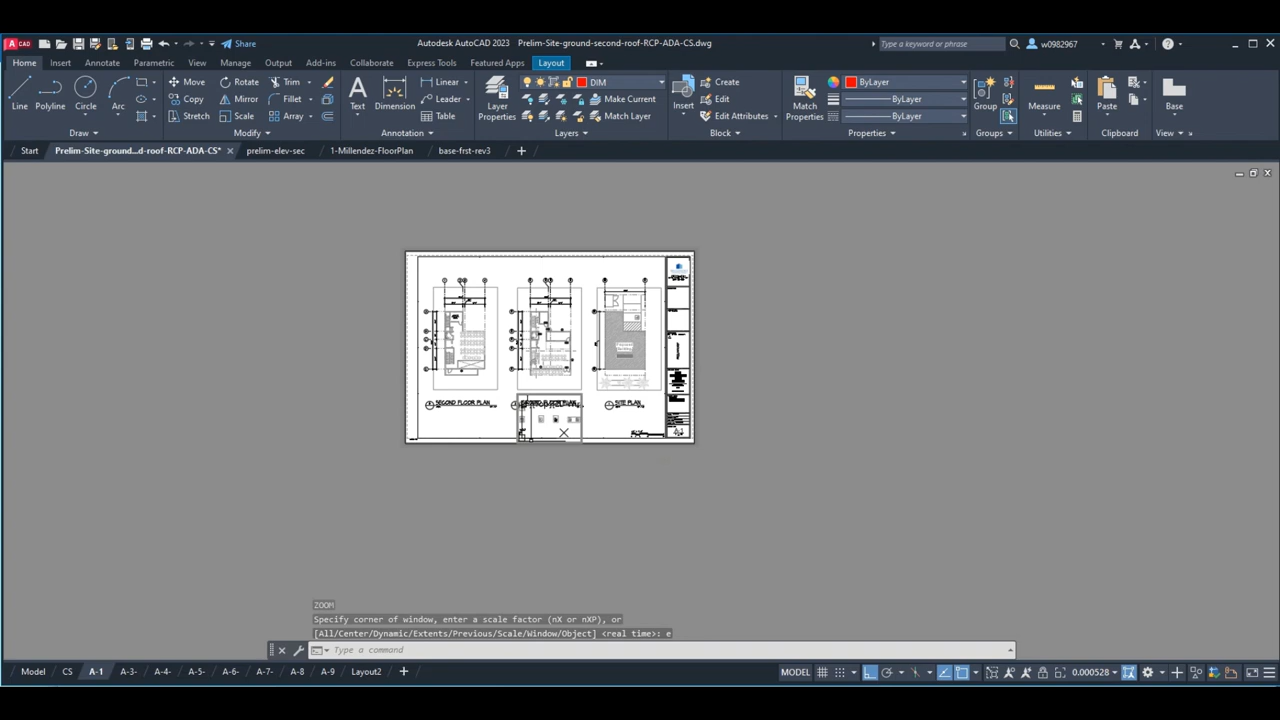 Share
Autodesk AutoCAD 2023 Prelim-Site-ground-second-roof-RCP-ADA-CS.dwg
Type a keyword or phrase
w0982967
Home Insert Annotate Parametric View Manage Output Add-ins Collaborate Express Tools Featured Apps Layout
Line Polyline Circle Arc
Move Rotate Trim
Copy Mirror Fillet
Stretch Scale Array
Text Dimension
Linear
Leader
Table
Layer Properties
DIM
Make Current
Match Layer
Insert
Create
Edit
Edit Attributes
Match Properties
ByLayer
ByLayer
ByLayer
Group Measure Paste Base
Draw Modify Annotation Layers Block Properties Groups Utilities Clipboard View
Start Prelim-Site-ground...d-roof-RCP-ADA-CS* prelim-elev-sec 1-Millendez-FloorPlan base-frst-rev3
SECOND FLOOR PLAN SITE PLAN
ZOOM
Specify corner of window, enter a scale factor (nX or nXP), or
[All/Center/Dynamic/Extents/Previous/Scale/Window/Object] <real time>: e
Type a command
Model CS A-1 A-3- A-4- A-5- A-6- A-7- A-8 A-9 Layout2
MODEL 0.000528